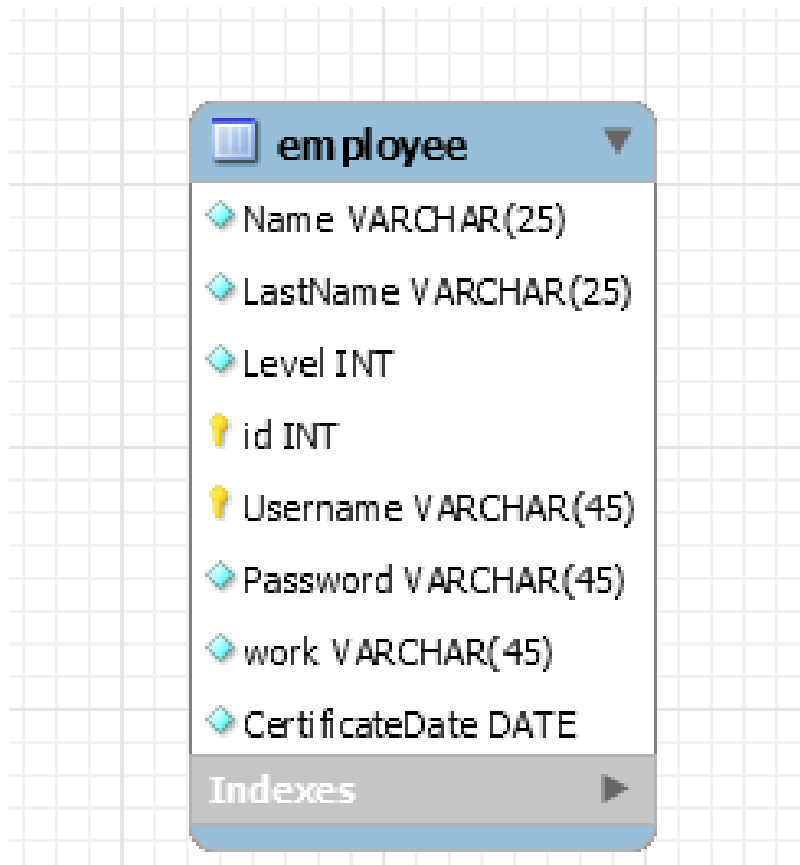 employee
Name VARCHAR(25)
LastName VARCHAR(25)
Level INT
id INT
Username VARCHAR(45)
Password VARCHAR(45)
work VARCHAR(45)
CertificateDate DATE
Indexes